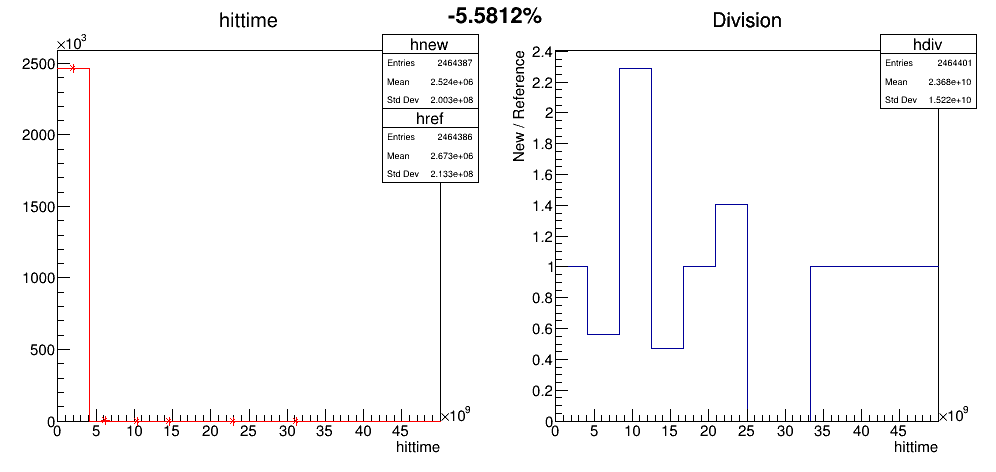 -5.5812%
hittime
×10³
hnew
Entries 2464387
Mean 2.524e+06
Std Dev 2.003e+08
href
Entries 2464386
Mean 2.673e+06
Std Dev 2.133e+08
2500
2000
1500
1000
500
0
0 5 10 15 20 25 30 35 40 45
×10⁹
hittime
Division
hdiv
Entries 2464401
Mean 2.368e+10
Std Dev 1.522e+10
New / Reference
2.4
2.2
2
1.8
1.6
1.4
1.2
1
0.8
0.6
0.4
0.2
0
0 5 10 15 20 25 30 35 40 45
×10⁹
hittime